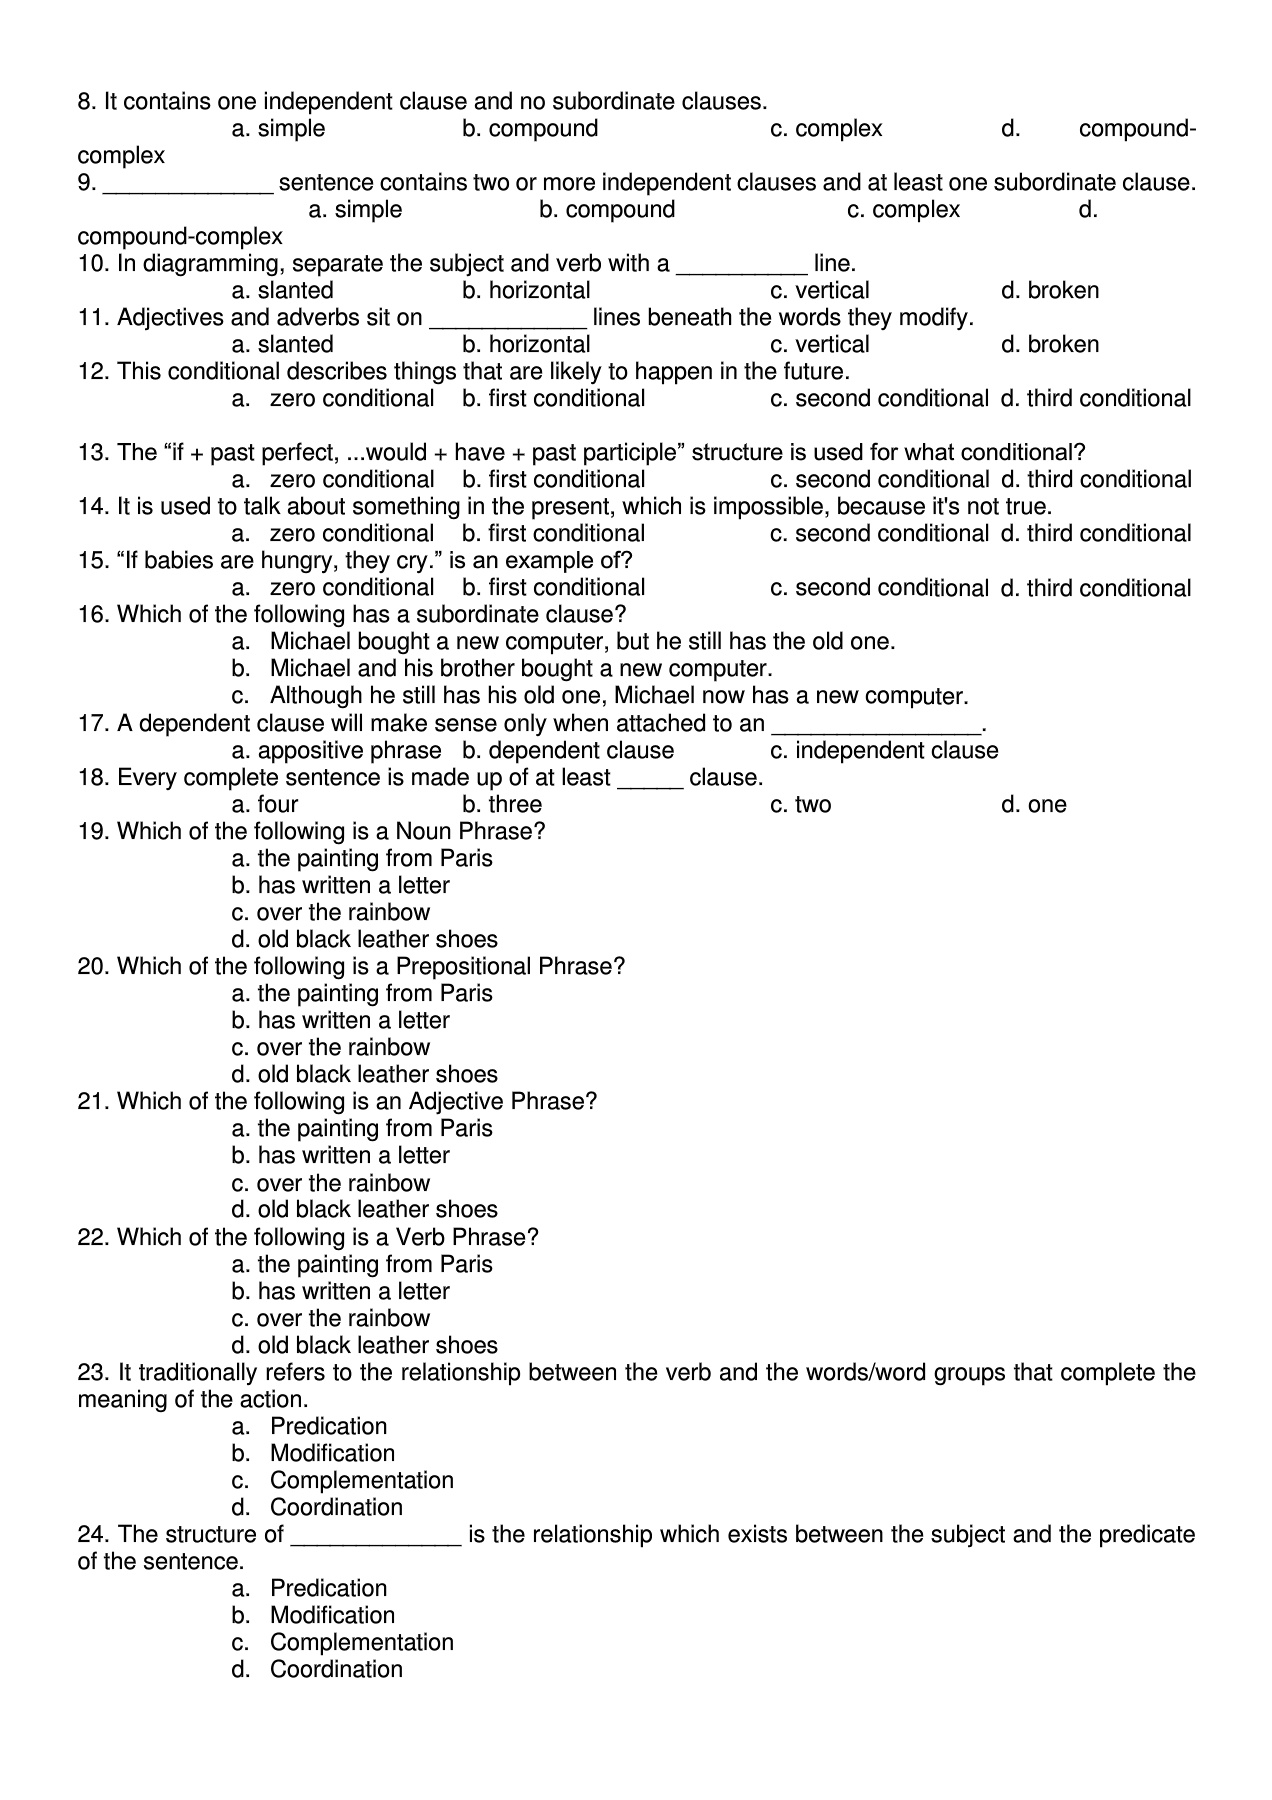 8. It contains one independent clause and no subordinate clauses.
a. simple b. compound c. complex d. compound-
complex
9. _____________ sentence contains two or more independent clauses and at least one subordinate clause.
a. simple b. compound c. complex d.
compound-complex
10. In diagramming, separate the subject and verb with a __________ line.
a. slanted b. horizontal c. vertical d. broken
11. Adjectives and adverbs sit on ____________ lines beneath the words they modify.
a. slanted b. horizontal c. vertical d. broken
12. This conditional describes things that are likely to happen in the future.
a. zero conditional b. first conditional c. second conditional d. third conditional
13. The “if + past perfect, ...would + have + past participle” structure is used for what conditional?
a. zero conditional b. first conditional c. second conditional d. third conditional
14. It is used to talk about something in the present, which is impossible, because it's not true.
a. zero conditional b. first conditional c. second conditional d. third conditional
15. “If babies are hungry, they cry.” is an example of?
a. zero conditional b. first conditional c. second conditional d. third conditional
16. Which of the following has a subordinate clause?
a. Michael bought a new computer, but he still has the old one.
b. Michael and his brother bought a new computer.
c. Although he still has his old one, Michael now has a new computer.
17. A dependent clause will make sense only when attached to an ________________.
a. appositive phrase b. dependent clause c. independent clause
18. Every complete sentence is made up of at least _____ clause.
a. four b. three c. two d. one
19. Which of the following is a Noun Phrase?
a. the painting from Paris
b. has written a letter
c. over the rainbow
d. old black leather shoes
20. Which of the following is a Prepositional Phrase?
a. the painting from Paris
b. has written a letter
c. over the rainbow
d. old black leather shoes
21. Which of the following is an Adjective Phrase?
a. the painting from Paris
b. has written a letter
c. over the rainbow
d. old black leather shoes
22. Which of the following is a Verb Phrase?
a. the painting from Paris
b. has written a letter
c. over the rainbow
d. old black leather shoes
23. It traditionally refers to the relationship between the verb and the words/word groups that complete the
meaning of the action.
a. Predication
b. Modification
c. Complementation
d. Coordination
24. The structure of _____________ is the relationship which exists between the subject and the predicate
of the sentence.
a. Predication
b. Modification
c. Complementation
d. Coordination